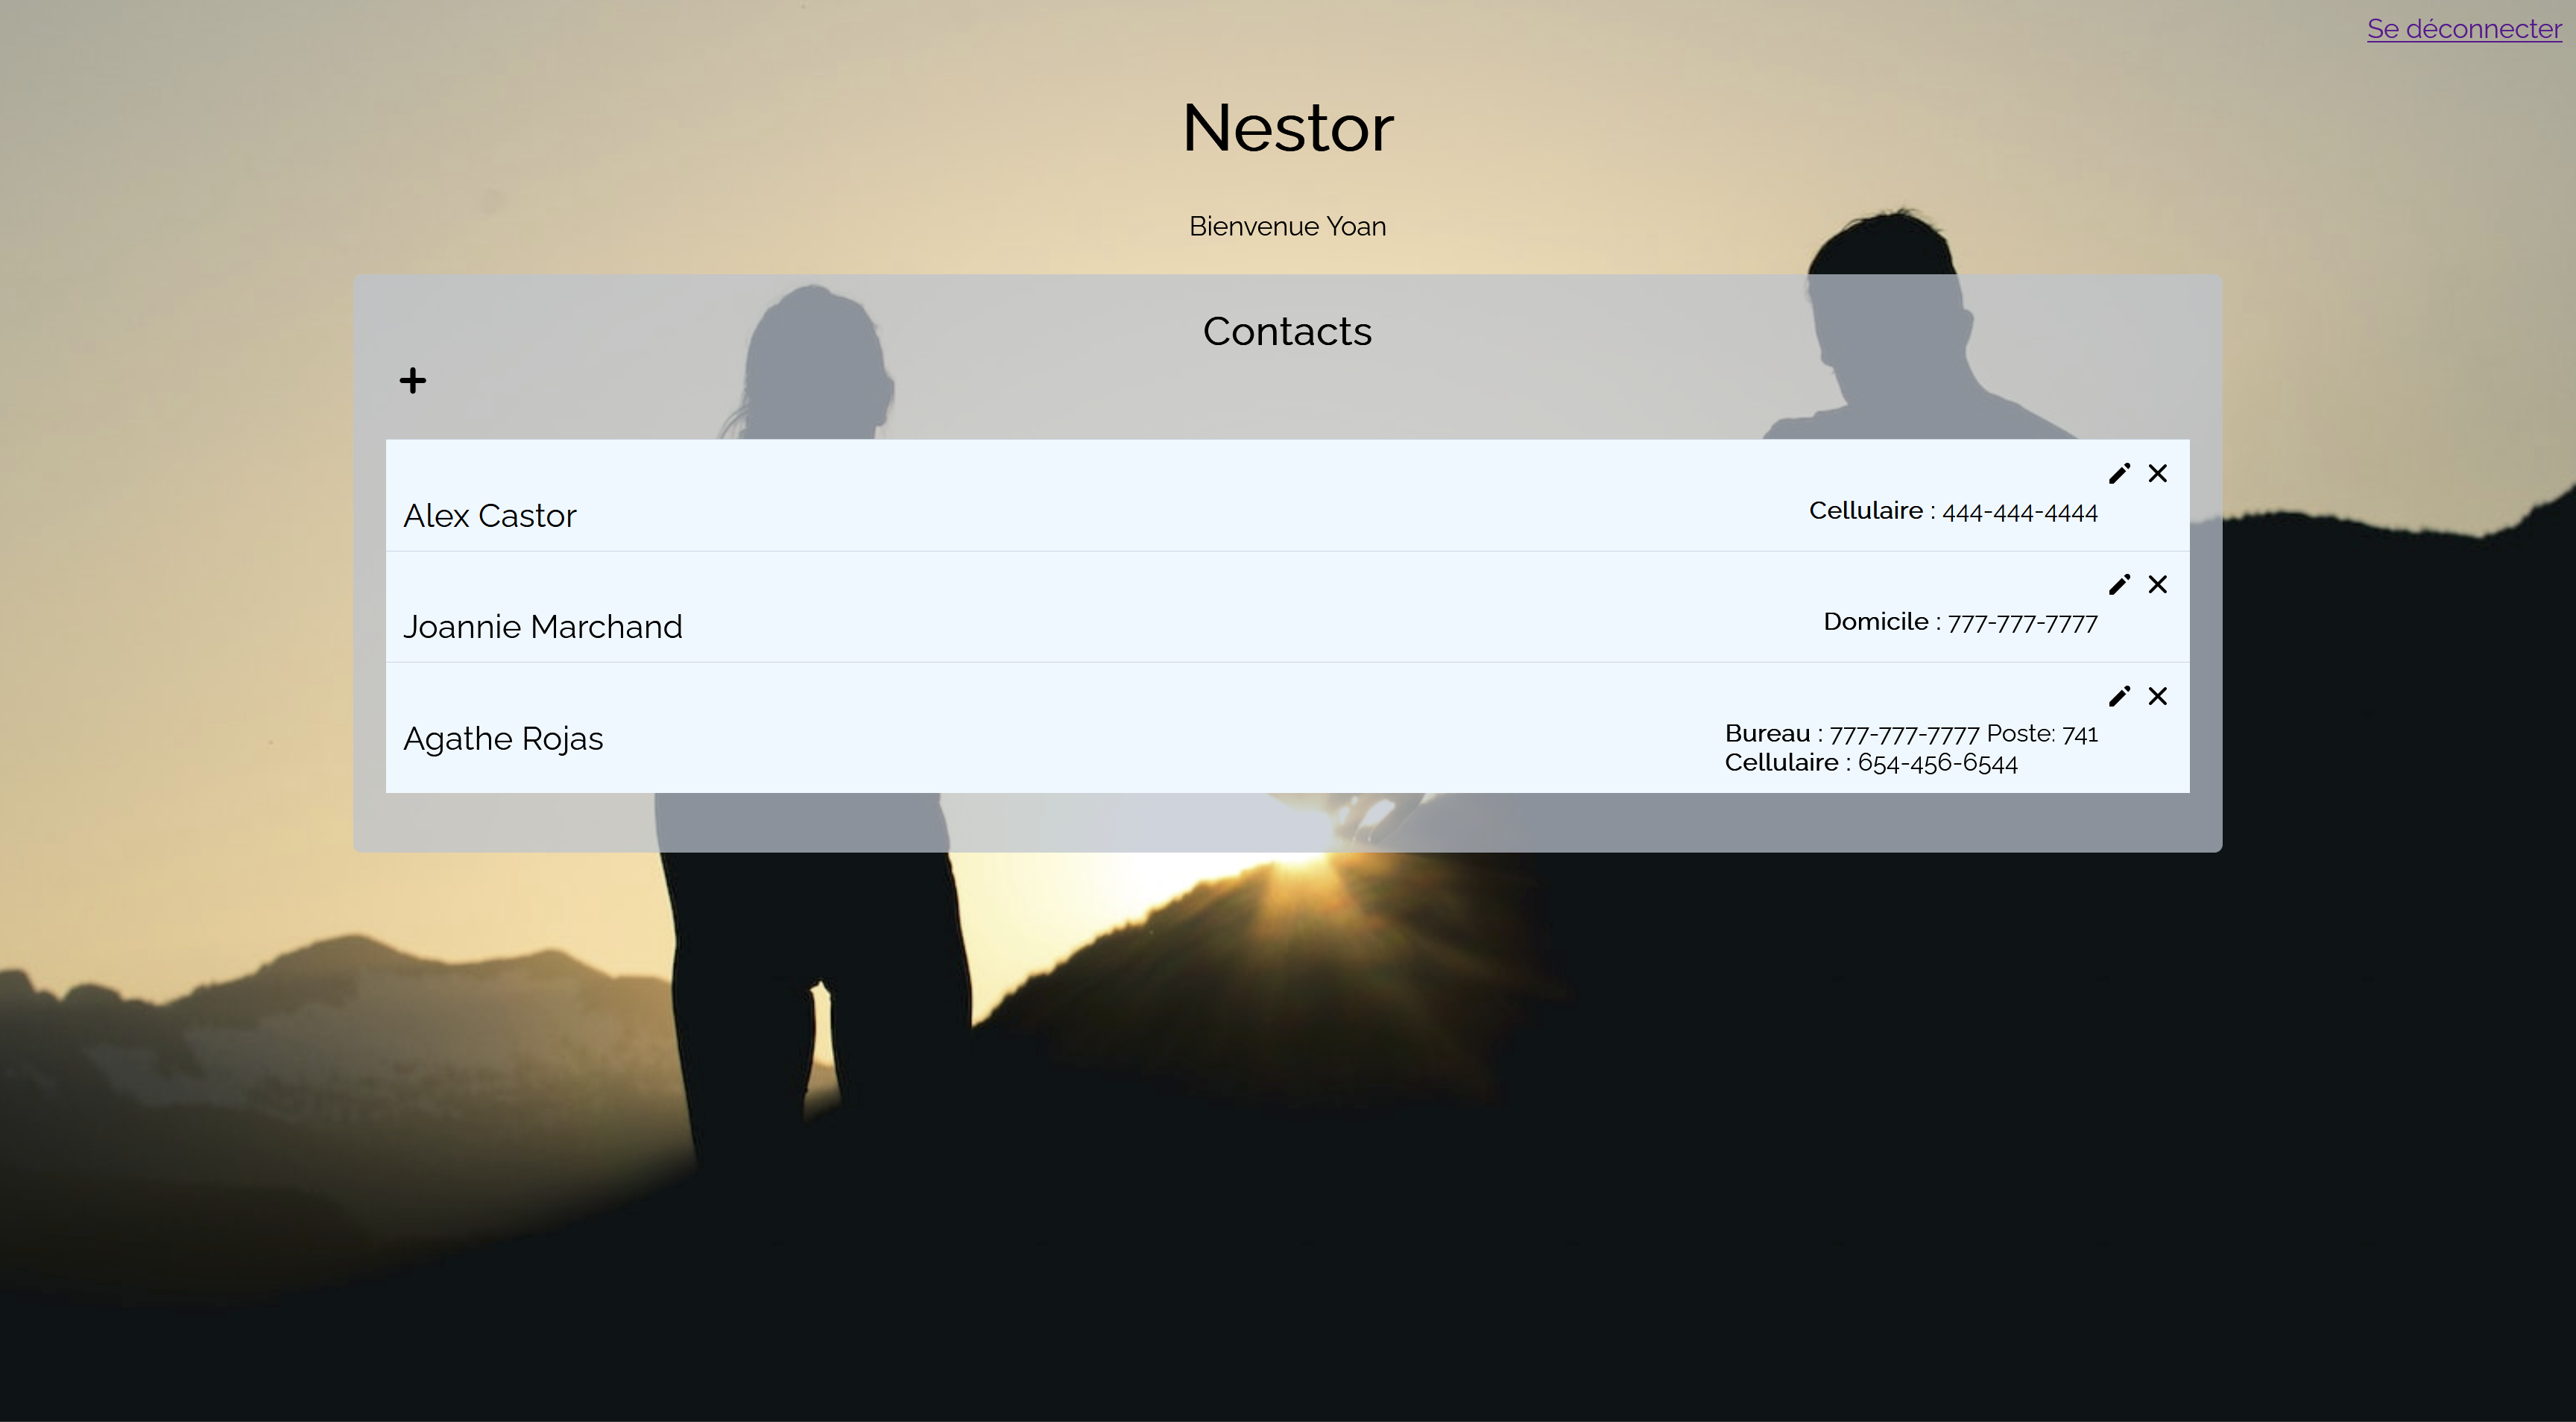 Se déconnecter
Nestor
Bienvenue Yoan
Contacts
Alex Castor
Cellulaire : 444-444-4444
Joannie Marchand
Domicile : 777-777-7777
Agathe Rojas
Bureau : 777-777-7777 Poste: 741
Cellulaire : 654-456-6544